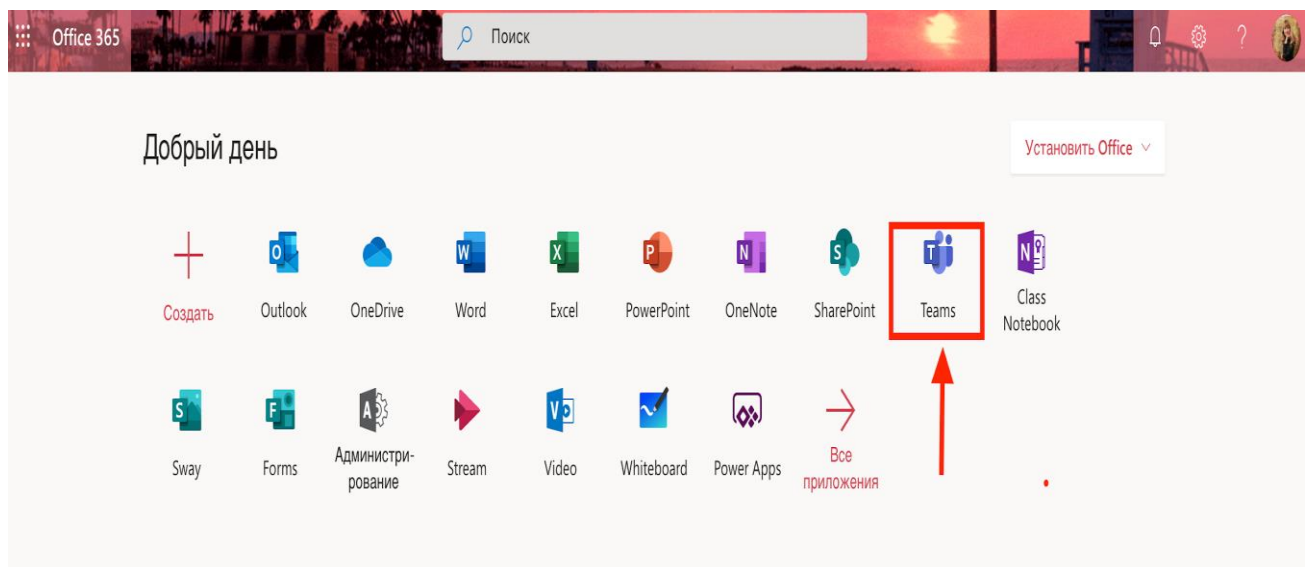 Office 365
Поиск
?
Добрый день
Установить Office
Создать
Outlook
OneDrive
Word
Excel
PowerPoint
OneNote
SharePoint
Teams
Class
Notebook
Sway
Forms
Администри-
рование
Stream
Video
Whiteboard
Power Apps
Все
приложения